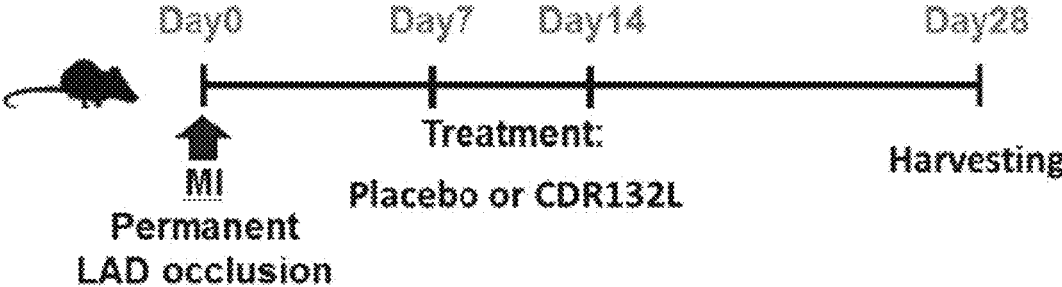 Day0 Day7 Day14 Day28
Treatment:
Harvesting
MI
Placebo or CDR132L
Permanent
LAD occlusion